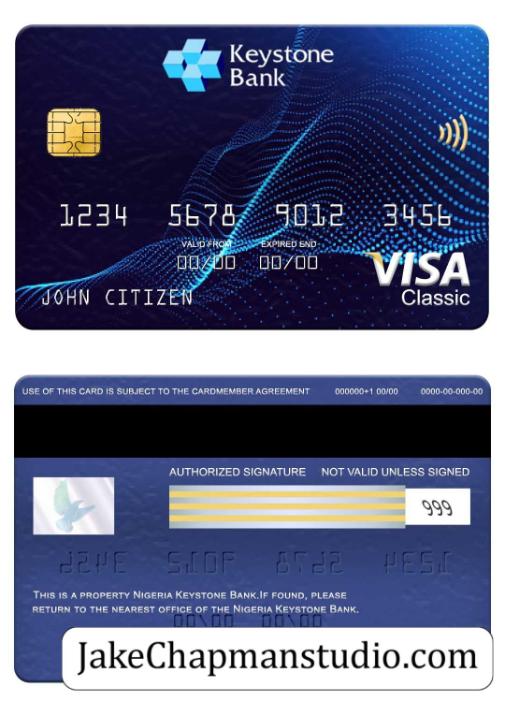 Keystone
Bank
1234 5678 9012 3456
VALID FROM EXPIRED END
00/00 00/00
VISA
JOHN CITIZEN
Classic
USE OF THIS CARD IS SUBJECT TO THE CARDMEMBER AGREEMENT 000000+1 00/00 0000-00-000-00
AUTHORIZED SIGNATURE NOT VALID UNLESS SIGNED
999
THIS IS A PROPERTY NIGERIA KEYSTONE BANK.IF FOUND, PLEASE
RETURN TO THE NEAREST OFFICE OF THE NIGERIA KEYSTONE BANK.
JakeChapmanstudio.com